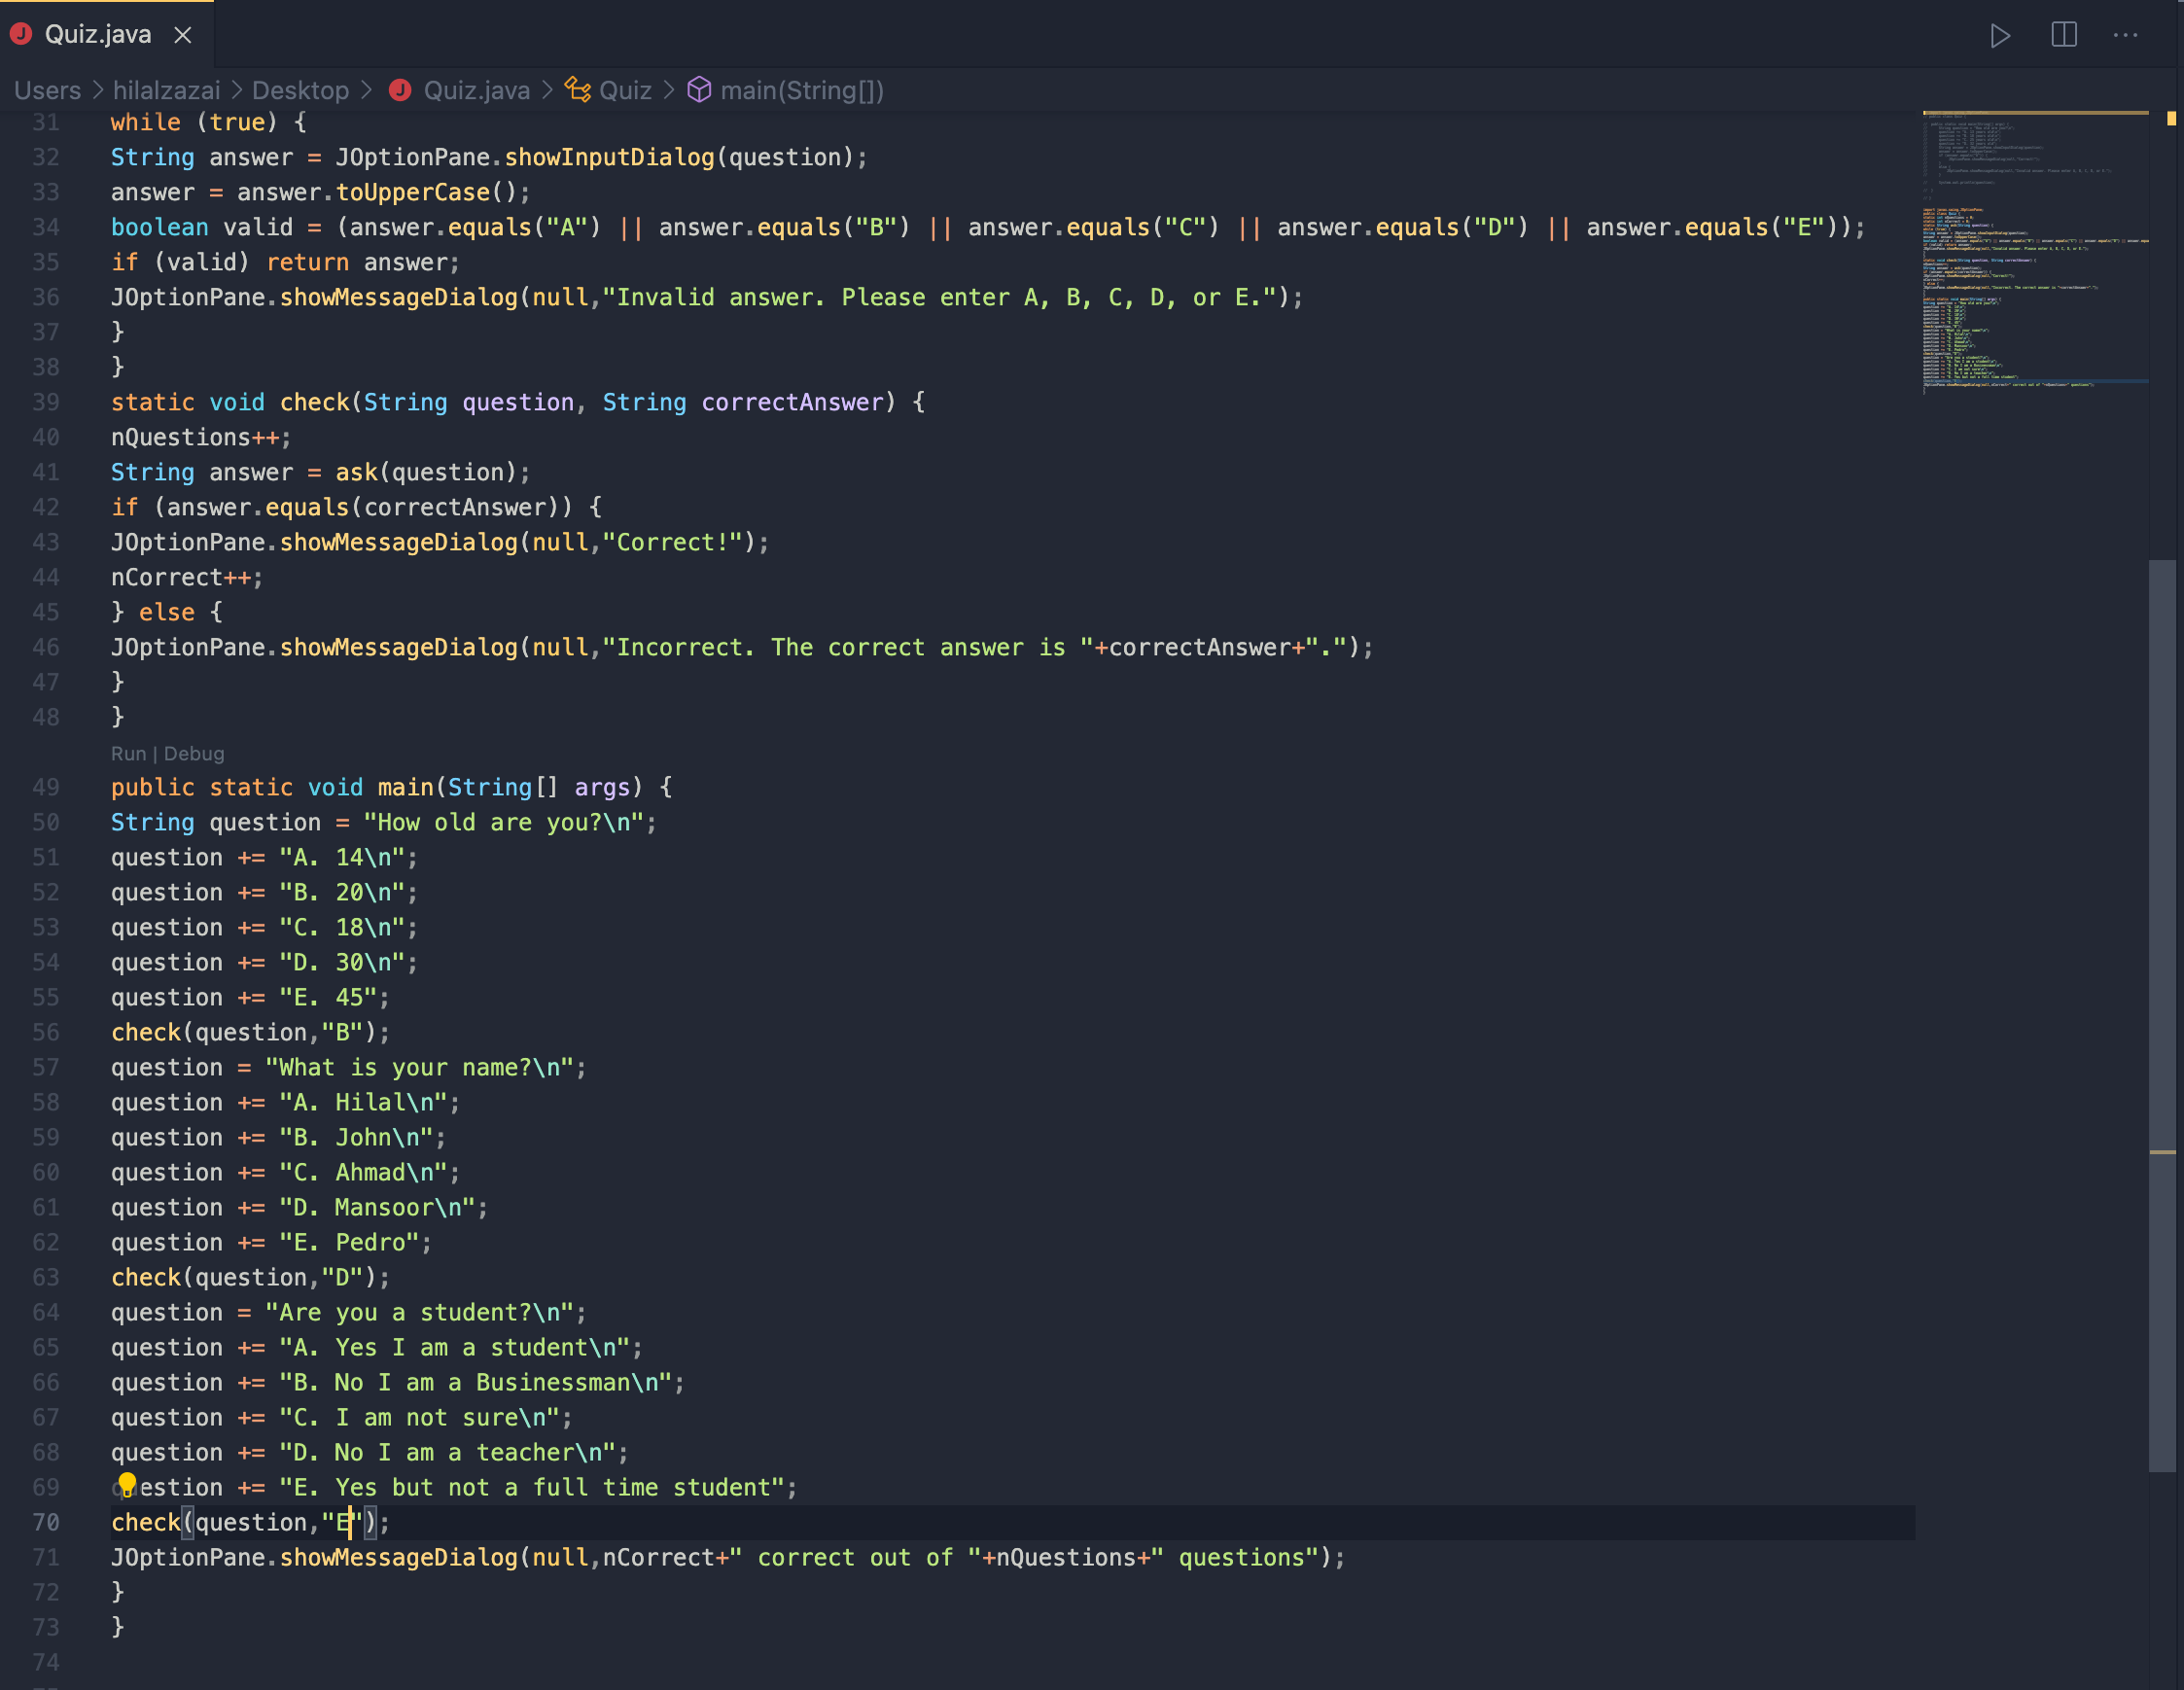 Quiz.java
Users > hilalzazai > Desktop > Quiz.java > Quiz > main(String[])
31 while (true) {
32 String answer = JOptionPane.showInputDialog(question);
33 answer = answer.toUpperCase();
34 boolean valid = (answer.equals("A") || answer.equals("B") || answer.equals("C") || answer.equals("D") || answer.equals("E"));
35 if (valid) return answer;
36 JOptionPane.showMessageDialog(null,"Invalid answer. Please enter A, B, C, D, or E.");
37 }
38 }
39 static void check(String question, String correctAnswer) {
40 nQuestions++;
41 String answer = ask(question);
42 if (answer.equals(correctAnswer)) {
43 JOptionPane.showMessageDialog(null,"Correct!");
44 nCorrect++;
45 } else {
46 JOptionPane.showMessageDialog(null,"Incorrect. The correct answer is "+correctAnswer+".");
47 }
48 }
Run | Debug
49 public static void main(String[] args) {
50 String question = "How old are you?\n";
51 question += "A. 14\n";
52 question += "B. 20\n";
53 question += "C. 18\n";
54 question += "D. 30\n";
55 question += "E. 45";
56 check(question,"B");
57 question = "What is your name?\n";
58 question += "A. Hilal\n";
59 question += "B. John\n";
60 question += "C. Ahmad\n";
61 question += "D. Mansoor\n";
62 question += "E. Pedro";
63 check(question,"D");
64 question = "Are you a student?\n";
65 question += "A. Yes I am a student\n";
66 question += "B. No I am a Businessman\n";
67 question += "C. I am not sure\n";
68 question += "D. No I am a teacher\n";
69 question += "E. Yes but not a full time student";
70 check(question,"E");
71 JOptionPane.showMessageDialog(null,nCorrect+" correct out of "+nQuestions+" questions");
72 }
73 }
74